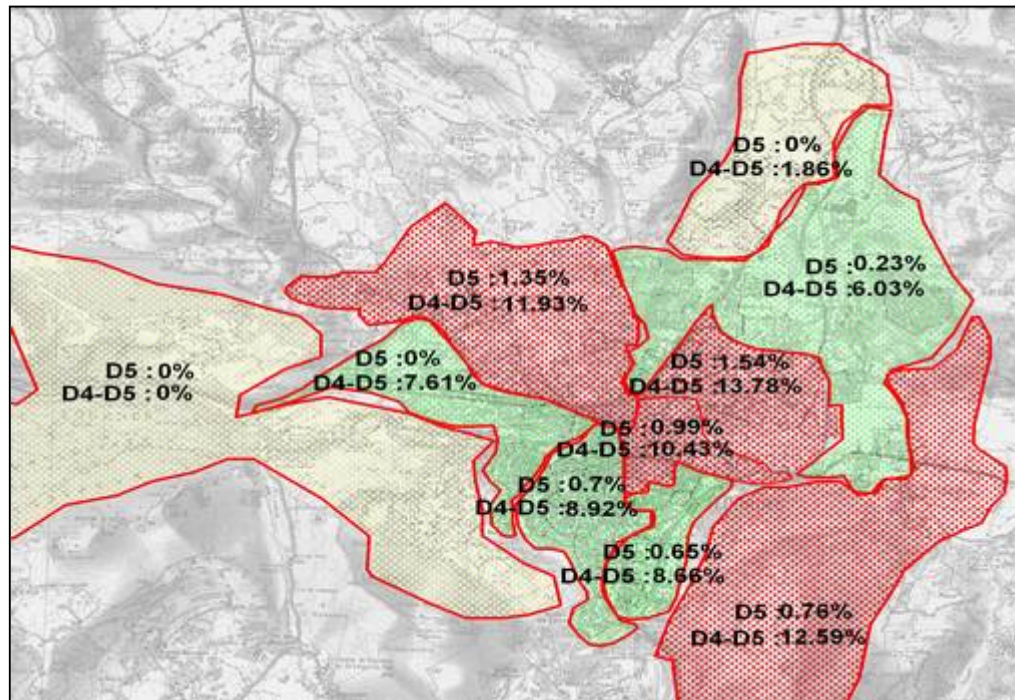 D5 : 0%
D4-D5 : 1.86%
D5 : 0.23%
D4-D5 : 6.03%
D5 : 1.35%
D4-D5 : 11.93%
D5 : 0%
D4-D5 : 7.61%
D5 : 0%
D4-D5 : 0%
D5 : 1.54%
D4-D5 : 13.78%
D5 : 0.99%
D4-D5 : 10.43%
D5 : 0.7%
D4-D5 : 8.92%
D5 : 0.65%
D4-D5 : 8.66%
D5 : 0.76%
D4-D5 : 12.59%